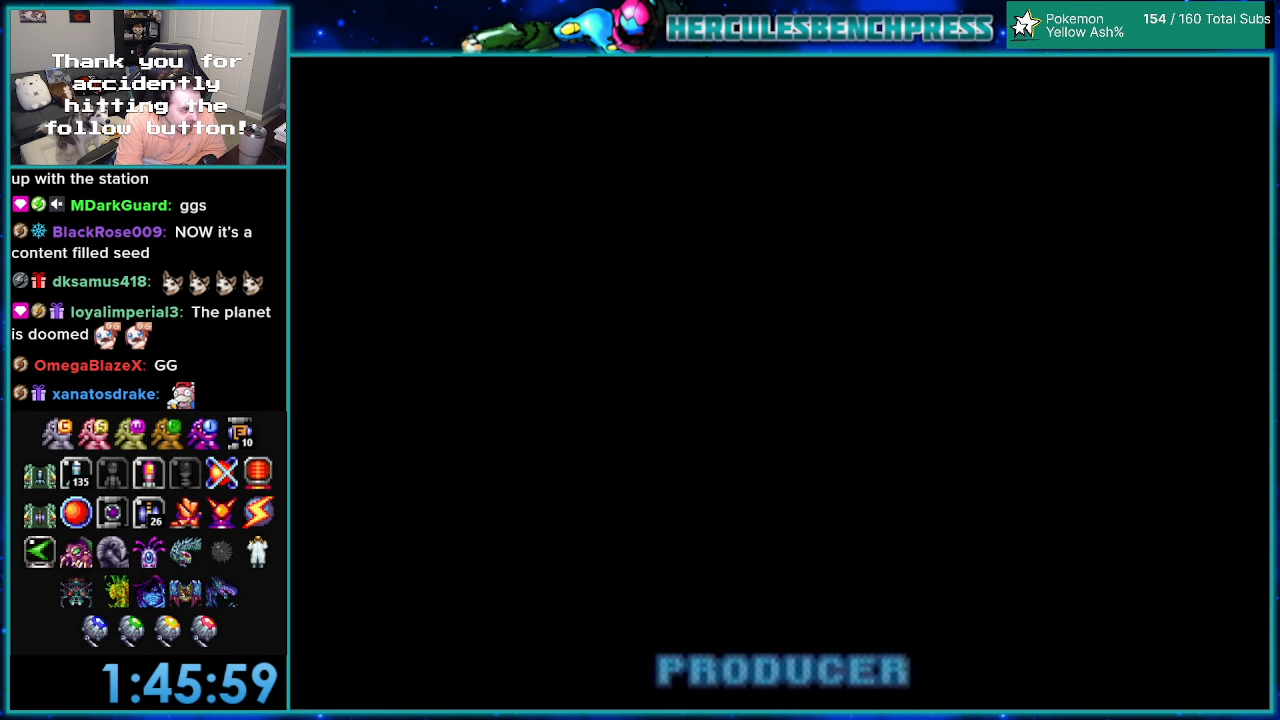 HERCULESBENCHPRESS
Pokemon
Yellow Ash%
154 / 160 Total Subs
Thank you for
accidently
hitting the
follow button!
up with the station
MDarkGuard: ggs
BlackRose009: NOW it's a
content filled seed
dksamus418:
loyalimperial3: The planet
is doomed
OmegaBlazeX: GG
xanatosdrake:
10
135
26
1:45:59
PRODUCER